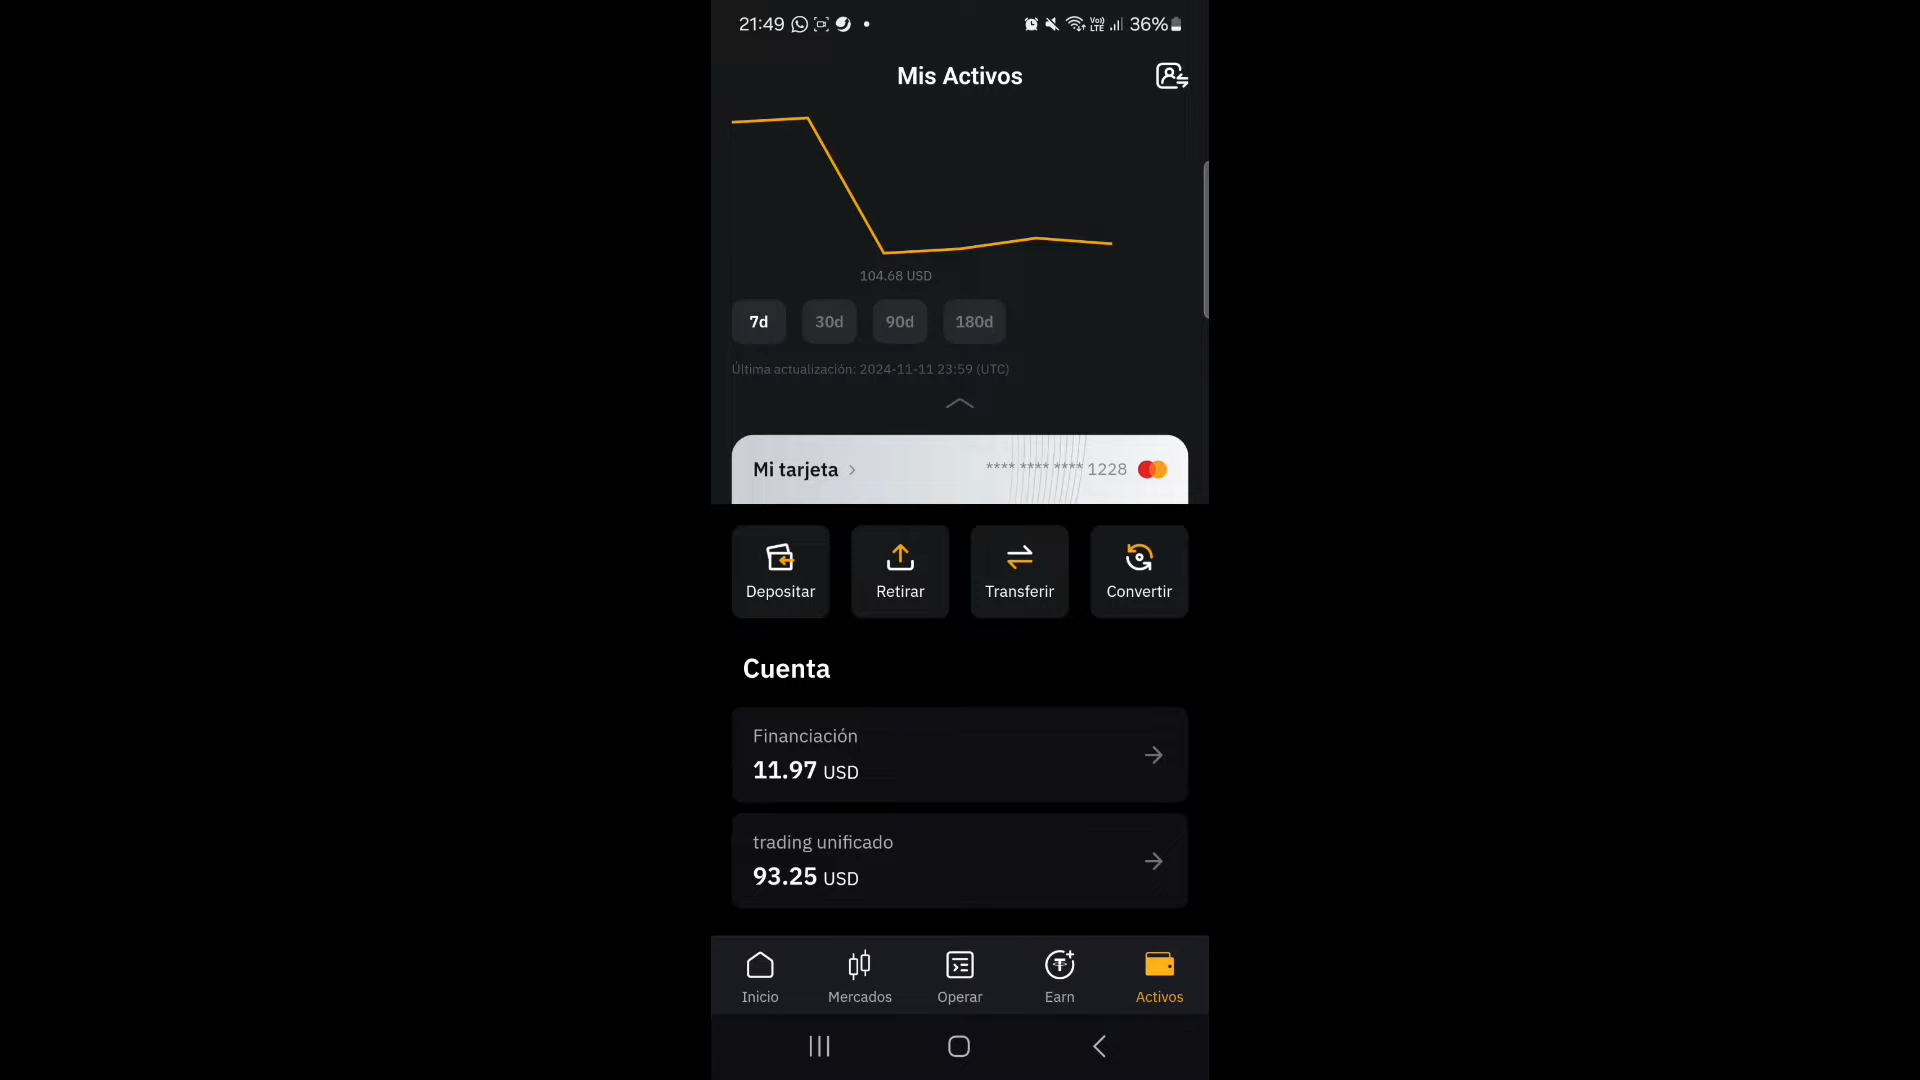 21:49 36%
Mis Activos
104.68 USD
7d 30d 90d 180d
Última actualización: 2024-11-11 23:59 (UTC)
Mi tarjeta **** **** **** 1228
Depositar Retirar Transferir Convertir
Cuenta
Financiación
11.97 USD
trading unificado
93.25 USD
Inicio Mercados Operar Earn Activos